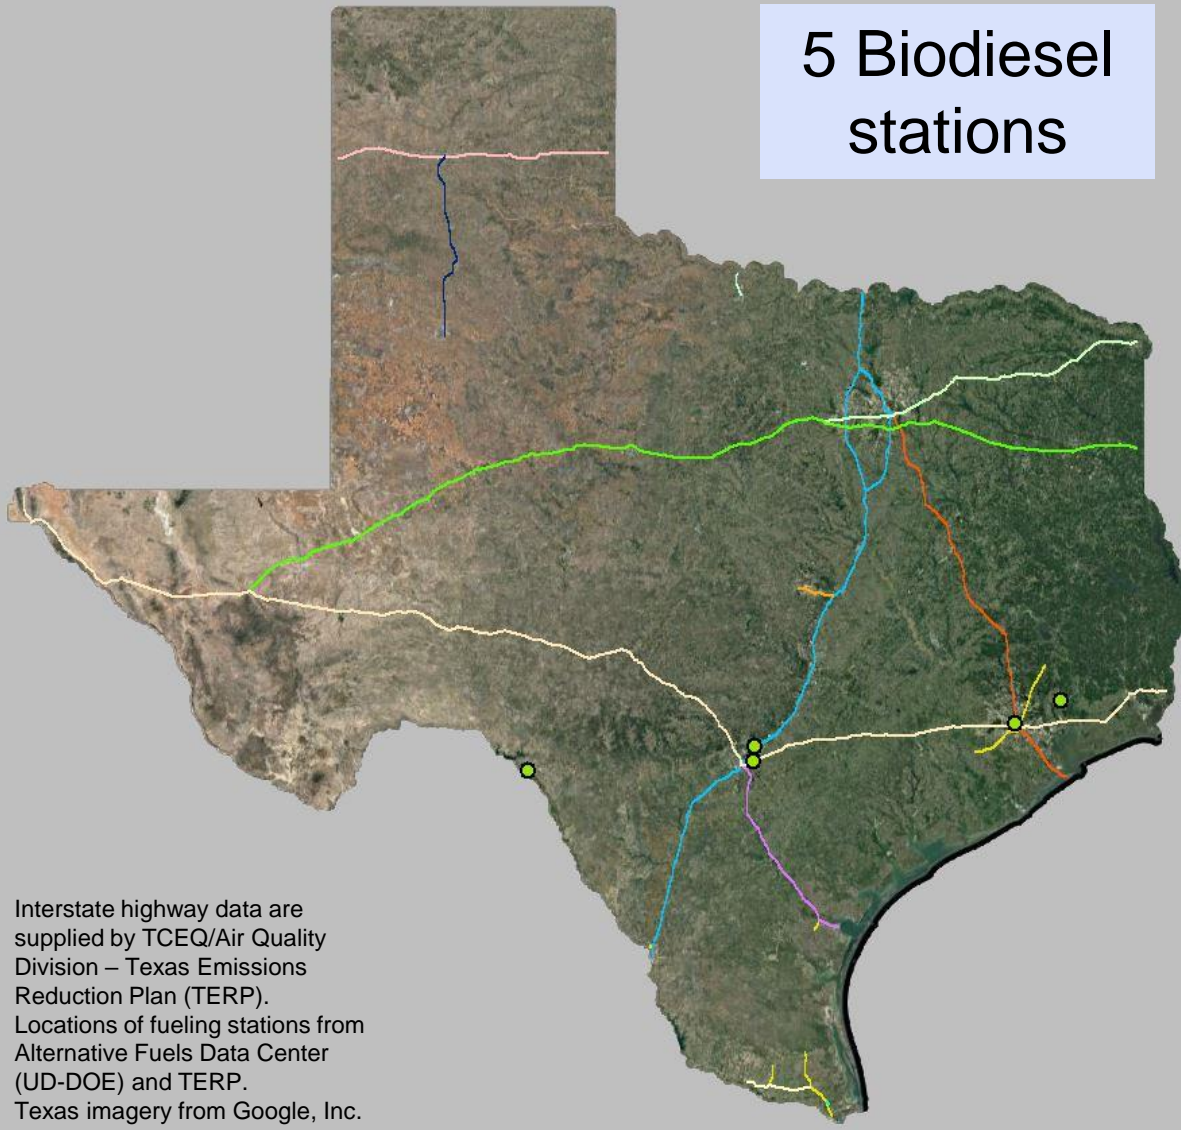 5 Biodiesel
stations
Interstate highway data are
supplied by TCEQ/Air Quality
Division – Texas Emissions
Reduction Plan (TERP).
Locations of fueling stations from
Alternative Fuels Data Center
(UD-DOE) and TERP.
Texas imagery from Google, Inc.